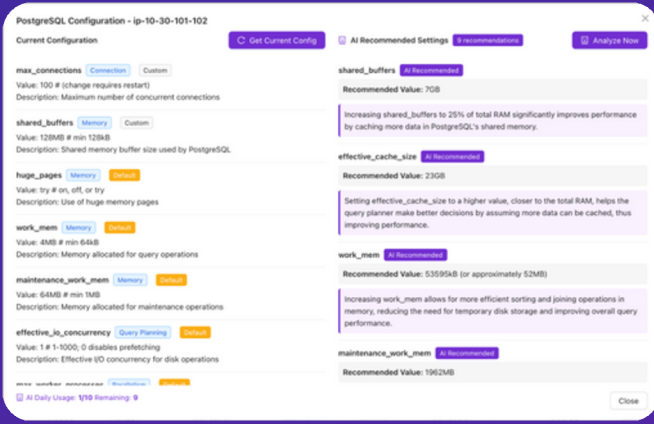 PostgreSQL Configuration - ip-10-30-101-102
Current Configuration
Get Current Config
max_connections Connection Custom
Value: 100 # (change requires restart)
Description: Maximum number of concurrent connections
shared_buffers Memory Custom
Value: 128MB # min 128kB
Description: Shared memory buffer size used by PostgreSQL
huge_pages Memory Default
Value: try # on, off, or try
Description: Use of huge memory pages
work_mem Memory Default
Value: 4MB # min 64kB
Description: Memory allocated for query operations
maintenance_work_mem Memory Default
Value: 64MB # min 1MB
Description: Memory allocated for maintenance operations
effective_io_concurrency Query Planning Default
Value: 1 # 1-1000; 0 disables prefetching
Description: Effective I/O concurrency for disk operations
max_worker_processes Parallelism Default
AI Daily Usage: 1/10 Remaining: 9
AI Recommended Settings 9 recommendations
Analyze Now
shared_buffers AI Recommended
Recommended Value: 7GB
Increasing shared_buffers to 25% of total RAM significantly improves performance
by caching more data in PostgreSQL's shared memory.
effective_cache_size AI Recommended
Recommended Value: 23GB
Setting effective_cache_size to a higher value, closer to the total RAM, helps the
query planner make better decisions by assuming more data can be cached, thus
improving performance.
work_mem AI Recommended
Recommended Value: 53595kB (or approximately 52MB)
Increasing work_mem allows for more efficient sorting and joining operations in
memory, reducing the need for temporary disk storage and improving overall query
performance.
maintenance_work_mem AI Recommended
Recommended Value: 1962MB
Close